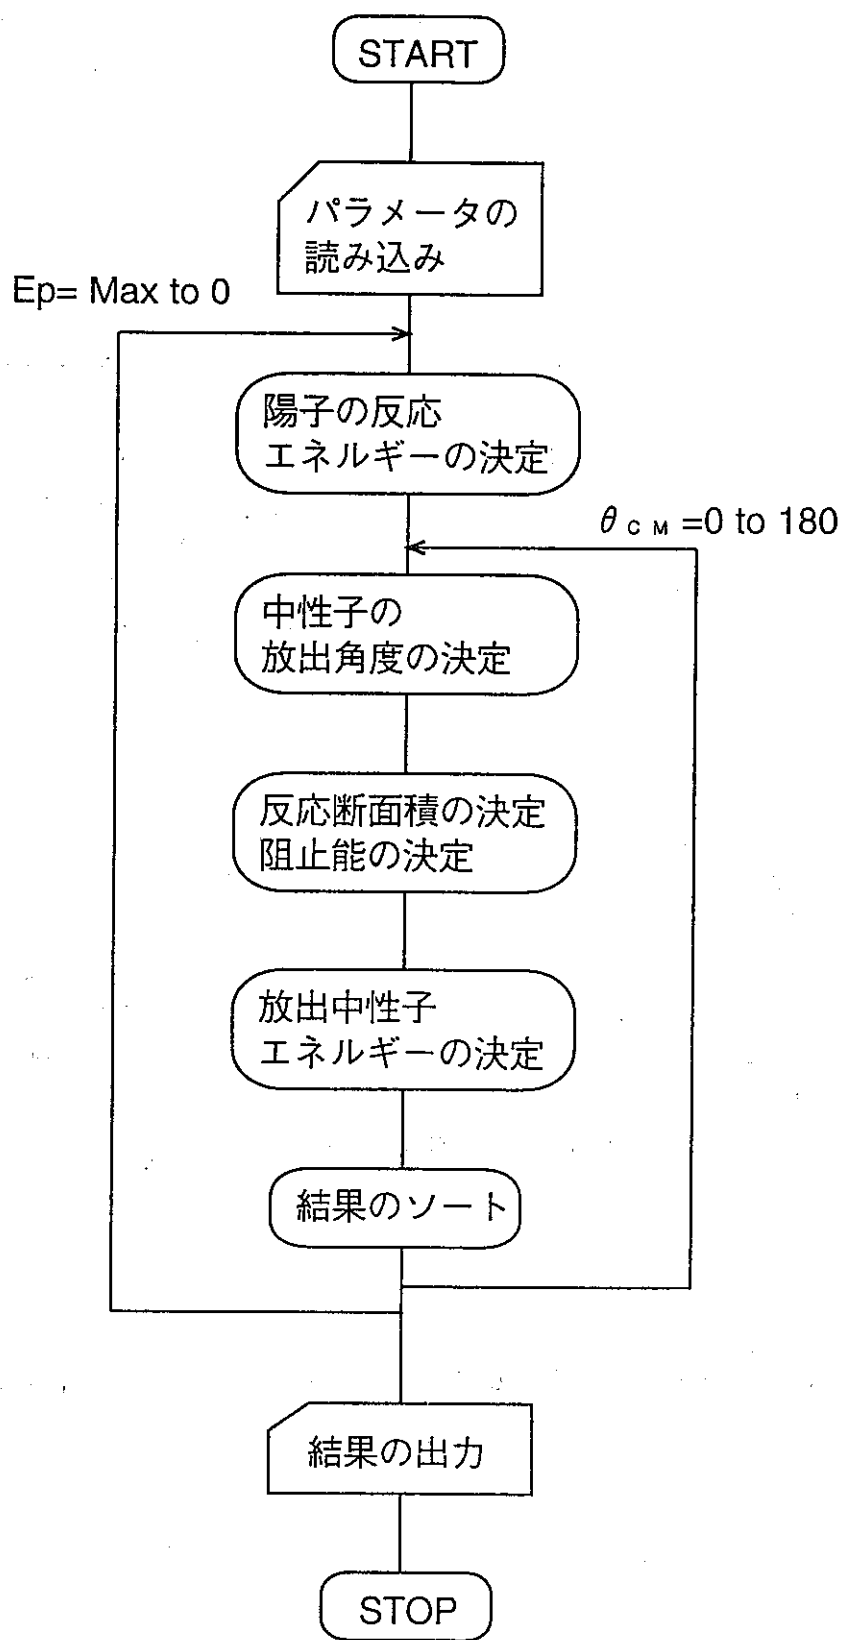 START
パラメータの
読み込み
Ep= Max to 0
陽子の反応
エネルギーの決定
θCM=0 to 180
中性子の
放出角度の決定
反応断面積の決定
阻止能の決定
放出中性子
エネルギーの決定
結果のソート
結果の出力
STOP